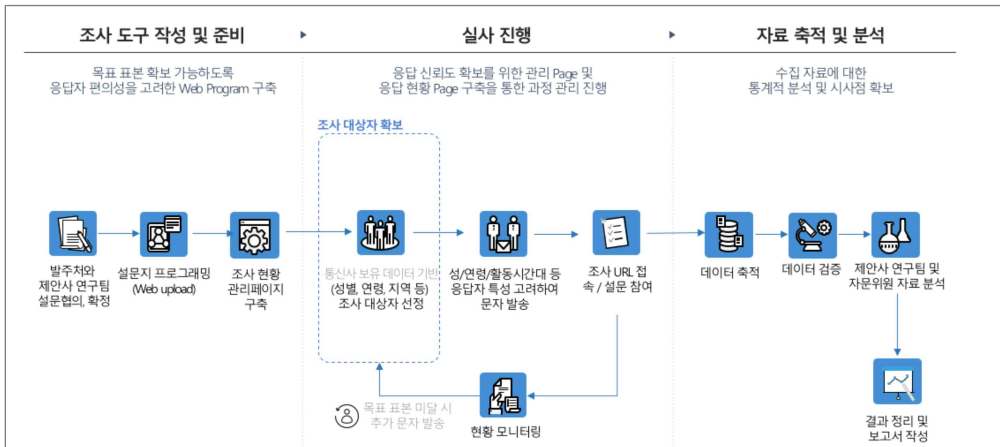 조사 도구 작성 및 준비
실사 진행
자료 축적 및 분석
목표 표본 확보 가능하도록
응답자 편의성을 고려한 Web Program 구축
응답 신뢰도 확보를 위한 관리 Page 및
응답 현황 Page 구축을 통한 과정 관리 진행
수집 자료에 대한
통계적 분석 및 시사점 확보
조사 대상자 확보
발주처와
제안사 연구팀
설문협의, 확정
설문지 프로그래밍
(Web upload)
조사 현황
관리페이지
구축
통신사 보유 데이터 기반
(성별, 연령, 지역 등)
조사 대상자 선정
성/연령/활동시간대 등
응답자 특성 고려하여
문자 발송
조사 URL 접
속 / 설문 참여
데이터 축적
데이터 검증
제안사 연구팀 및
자문위원 자료 분석
목표 표본 미달 시
추가 문자 발송
현황 모니터링
결과 정리 및
보고서 작성